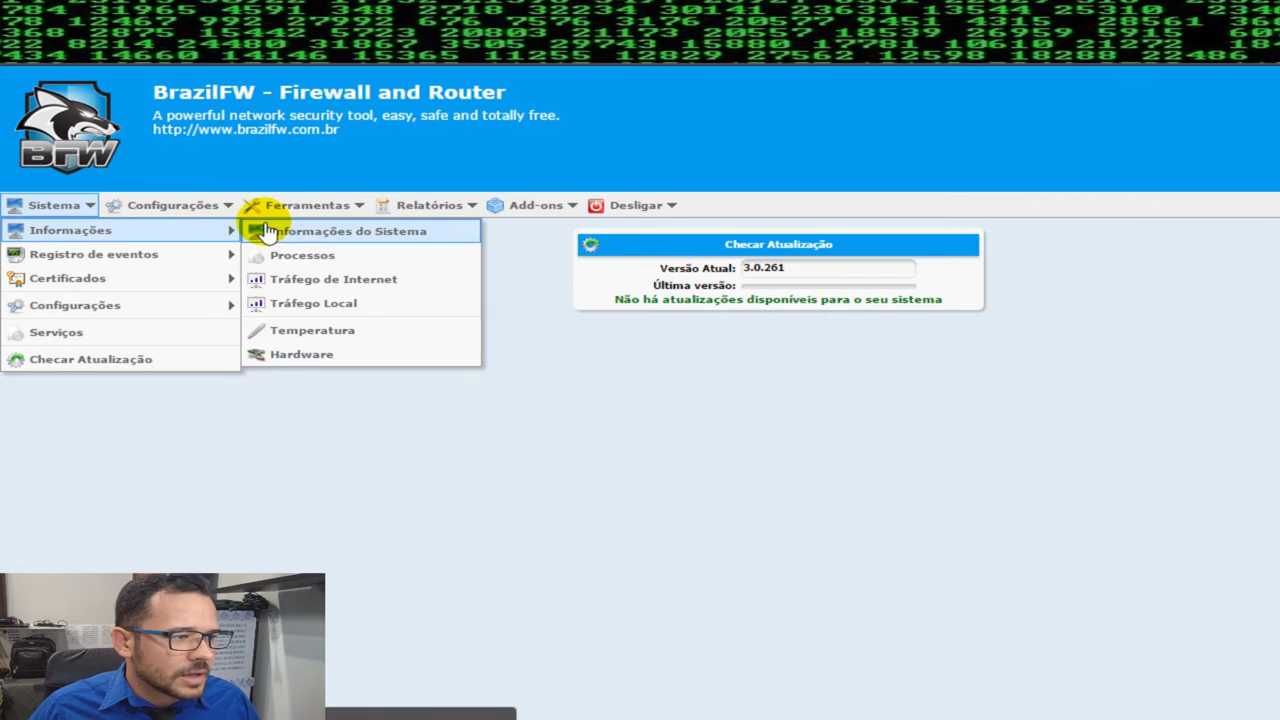 BrazilFW - Firewall and Router
A powerful network security tool, easy, safe and totally free.
http://www.brazilfw.com.br
BFW
Sistema Configurações Ferramentas Relatórios Add-ons Desligar
Informações
Registro de eventos
Certificados
Configurações
Serviços
Checar Atualização
Informações do Sistema
Processos
Tráfego de Internet
Tráfego Local
Temperatura
Hardware
Checar Atualização
Versão Atual: 3.0.261
Última versão:
Não há atualizações disponíveis para o seu sistema